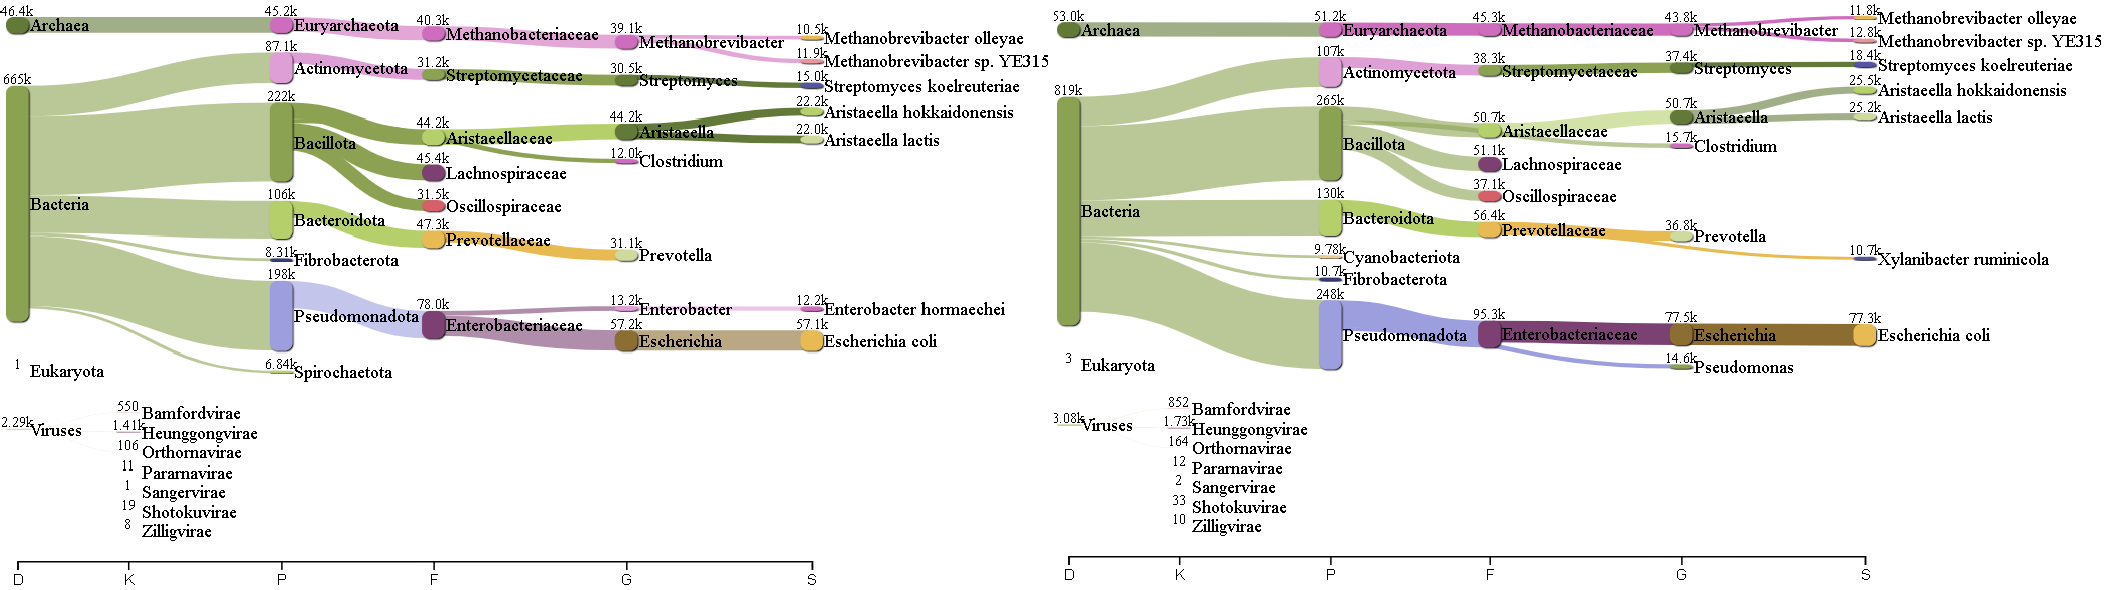 46.4k
Archaea
45.2k
Euryarchaeota
40.3k
Methanobacteriaceae
39.1k
Methanobrevibacter
10.5k
Methanobrevibacter olleyae
11.9k
Methanobrevibacter sp. YE315
87.1k
Actinomycetota
31.2k
Streptomycetaceae
30.5k
Streptomyces
15.0k
Streptomyces koelreuteriae
665k
Bacteria
222k
Bacillota
44.2k
Aristaeellaceae
44.2k
Aristaeella
22.2k
Aristaeella hokkaidonensis
22.0k
Aristaeella lactis
12.0k
Clostridium
45.4k
Lachnospiraceae
31.5k
Oscillospiraceae
106k
Bacteroidota
47.3k
Prevotellaceae
31.1k
Prevotella
8.31k
Fibrobacterota
198k
Pseudomonadota
78.0k
Enterobacteriaceae
13.2k
Enterobacter
12.2k
Enterobacter hormaechei
57.2k
Escherichia
57.1k
Escherichia coli
6.84k
Spirochaetota
1
Eukaryota
2.29k
Viruses
550
Bamfordvirae
1.41k
Heunggongvirae
106
Orthornavirae
11
Pararnavirae
1
Sangervirae
19
Shotokuvirae
8
Zilligvirae
D K P F G S
53.0k
Archaea
51.2k
Euryarchaeota
45.3k
Methanobacteriaceae
43.8k
Methanobrevibacter
11.8k
Methanobrevibacter olleyae
12.8k
Methanobrevibacter sp. YE315
107k
Actinomycetota
38.3k
Streptomycetaceae
37.4k
Streptomyces
18.4k
Streptomyces koelreuteriae
819k
Bacteria
265k
Bacillota
50.7k
Aristaeellaceae
50.7k
Aristaeella
25.5k
Aristaeella hokkaidonensis
25.2k
Aristaeella lactis
15.7k
Clostridium
51.1k
Lachnospiraceae
37.1k
Oscillospiraceae
130k
Bacteroidota
56.4k
Prevotellaceae
36.8k
Prevotella
10.7k
Xylanibacter ruminicola
9.78k
Cyanobacteriota
10.7k
Fibrobacterota
248k
Pseudomonadota
95.3k
Enterobacteriaceae
77.5k
Escherichia
77.3k
Escherichia coli
14.6k
Pseudomonas
3
Eukaryota
3.08k
Viruses
852
Bamfordvirae
1.73k
Heunggongvirae
164
Orthornavirae
12
Pararnavirae
2
Sangervirae
33
Shotokuvirae
10
Zilligvirae
D K P F G S